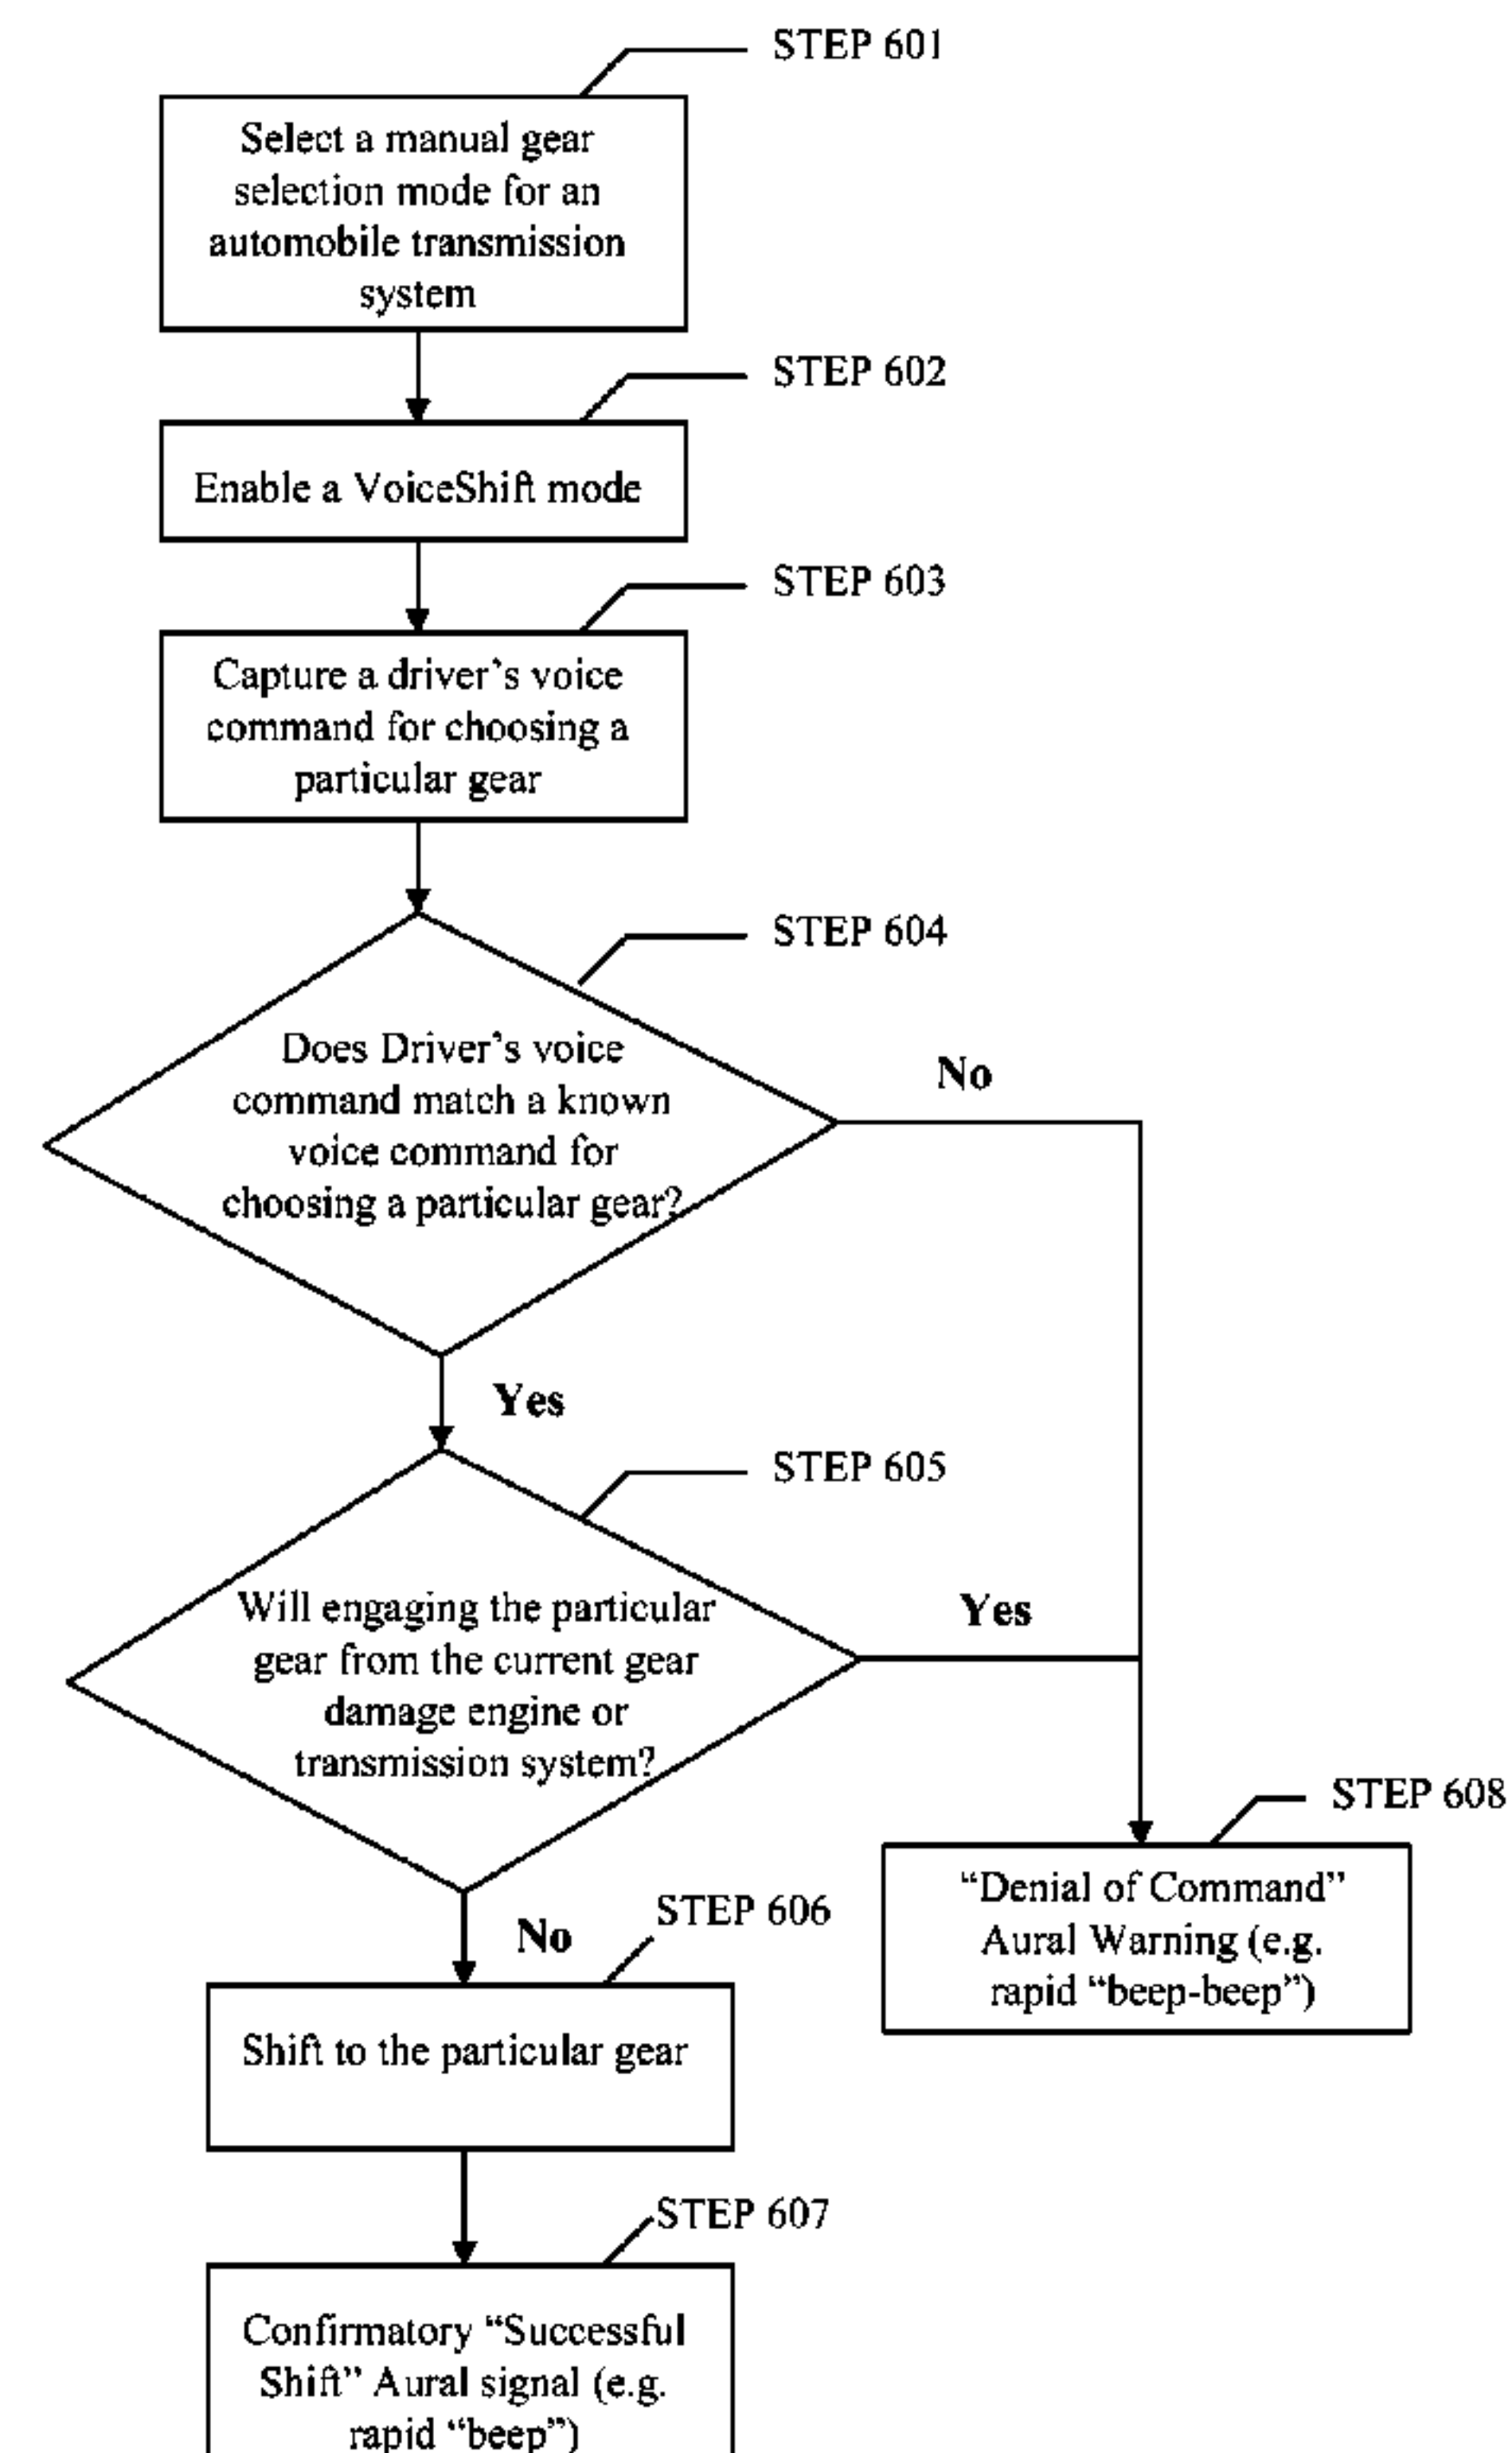 STEP 601
Select a manual gear
selection mode for an
automobile transmission
system
STEP 602
Enable a VoiceShift mode
STEP 603
Capture a driver's voice
command for choosing a
particular gear
STEP 604
Does Driver's voice
command match a known
voice command for
choosing a particular gear?
No
Yes
STEP 605
Will engaging the particular
gear from the current gear
damage engine or
transmission system?
Yes
No
STEP 606
Shift to the particular gear
STEP 607
Confirmatory “Successful
Shift” Aural signal (e.g.
rapid “beep”)
STEP 608
“Denial of Command”
Aural Warning (e.g.
rapid “beep-beep”)